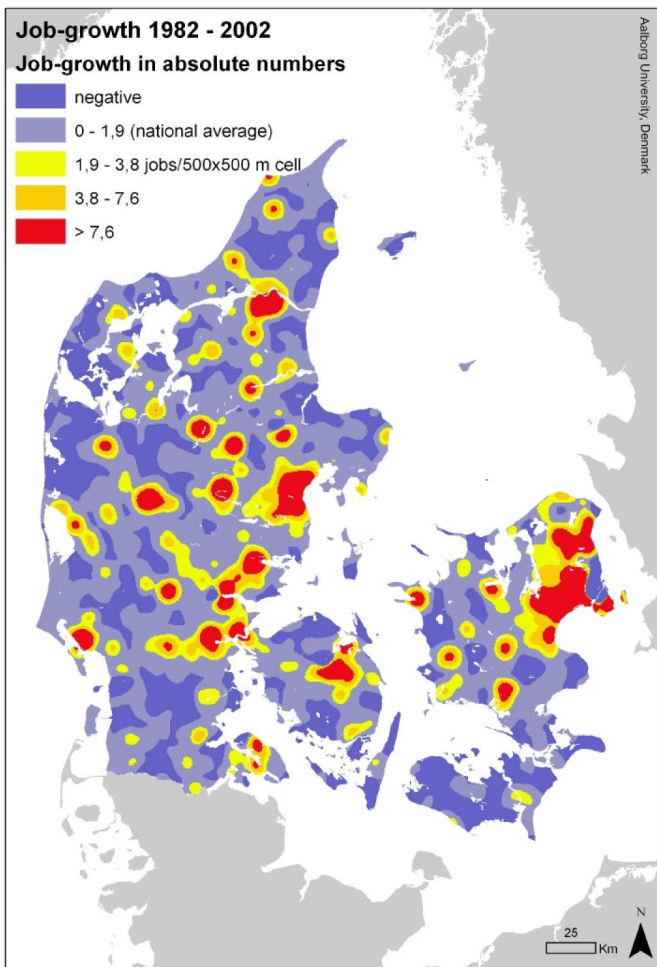 Job-growth 1982 - 2002
Job-growth in absolute numbers
negative
0 - 1,9 (national average)
1,9 - 3,8 jobs/500x500 m cell
3,8 - 7,6
> 7,6
Aalborg University, Denmark
N
25
Km